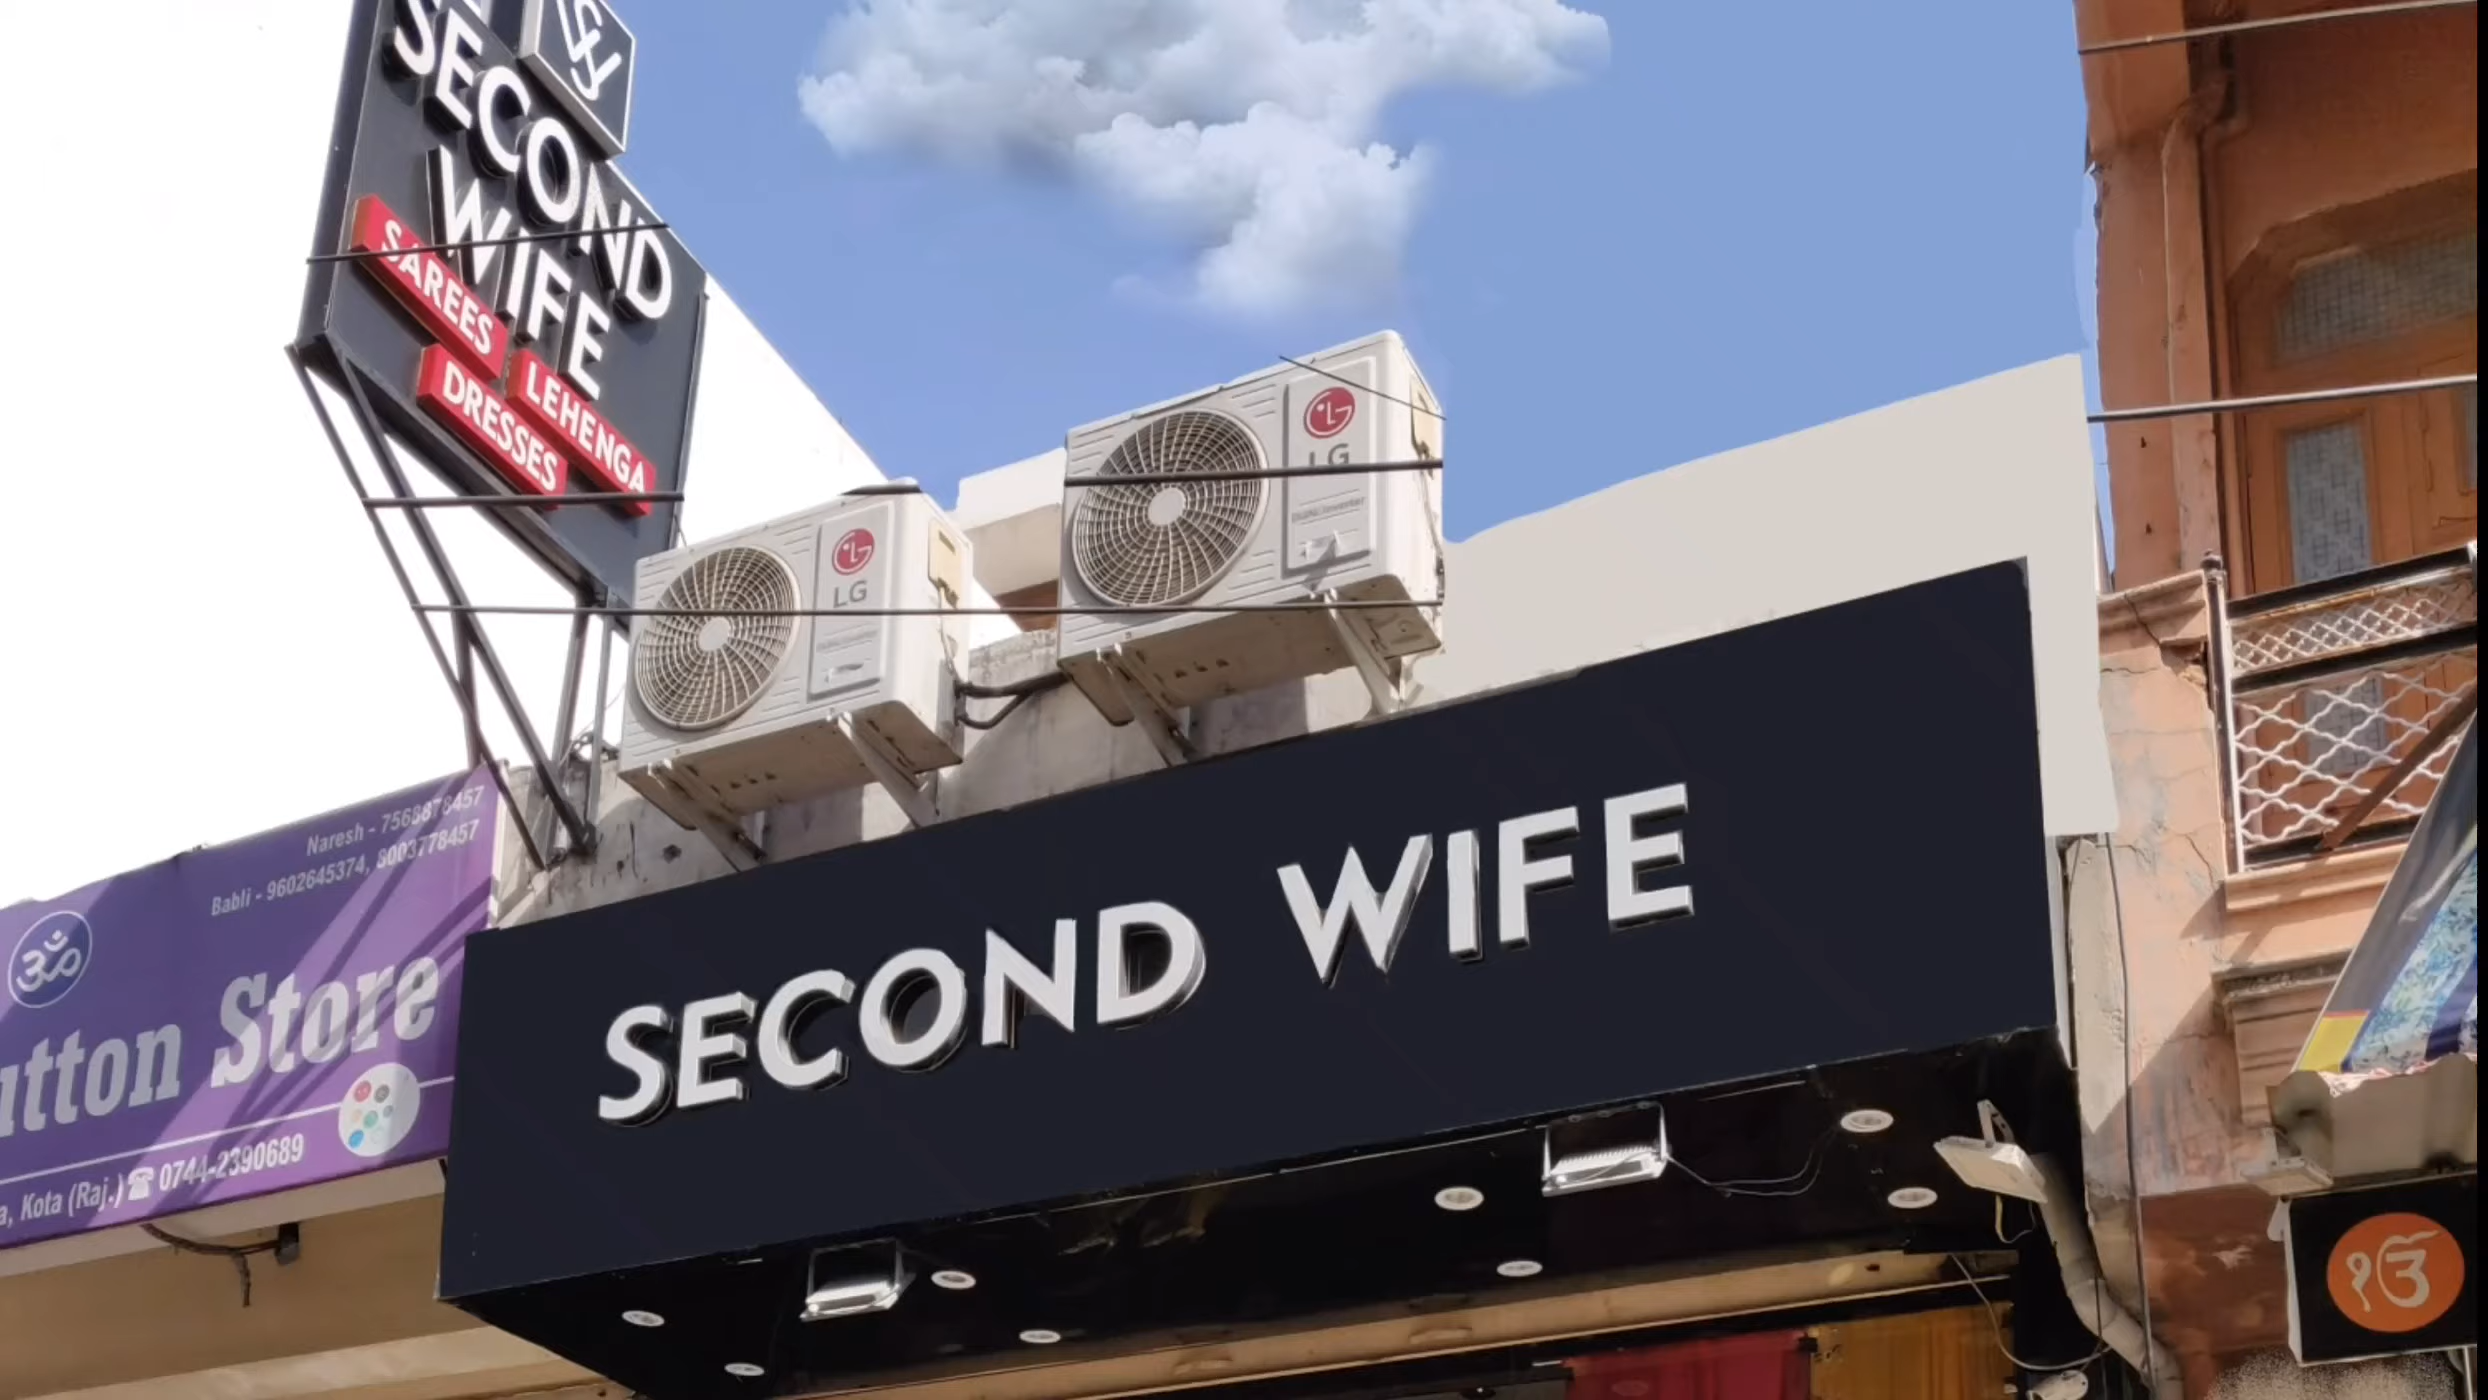 SECOND
WIFE
SAREES
LEHENGA
DRESSES
LG
LG
Naresh - 7568878457
Babli - 9602645374, 8003778457
ॐ
utton Store
a, Kota (Raj.) ☎ 0744-2390689
SECOND WIFE